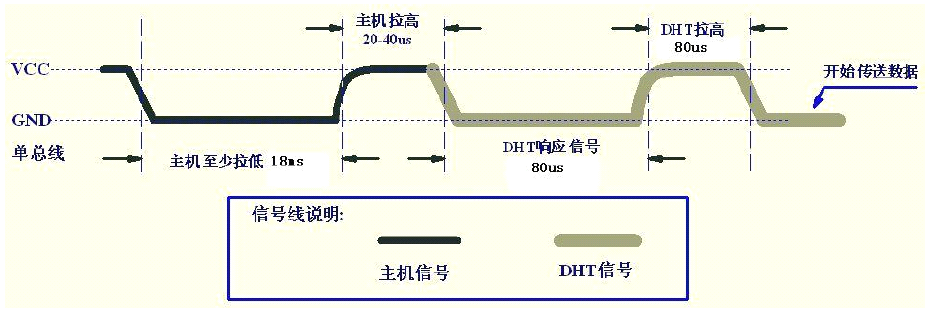 主机拉高
20-40us
DHT拉高
80us
VCC
开始传送数据
GND
单总线
主机至少拉低 18ms
DHT响应信号
80us
信号线说明:
主机信号
DHT信号